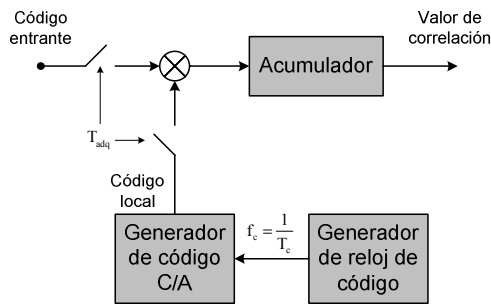 Código
entrante
Valor de
correlación
Acumulador
T_adq
Código
local
Generador
de código
C/A
f_c = 1/T_c
Generador
de reloj de
código